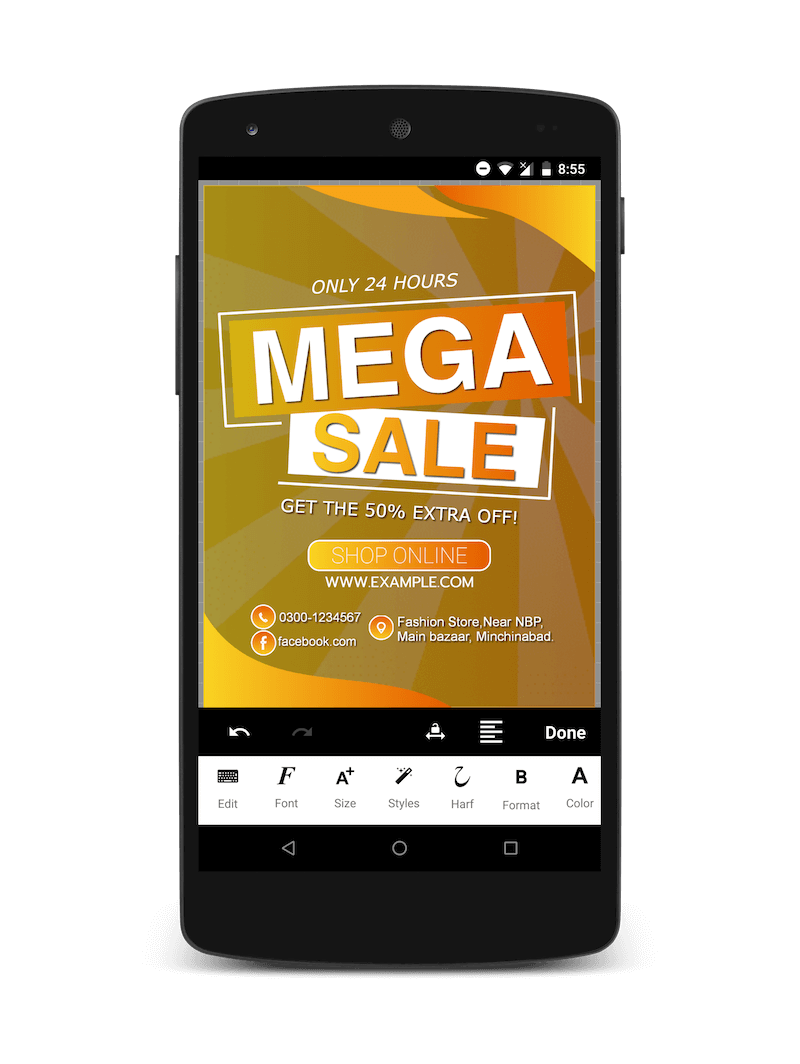 8:55
ONLY 24 HOURS
MEGA
SALE
GET THE 50% EXTRA OFF!
SHOP ONLINE
WWW.EXAMPLE.COM
0300-1234567
facebook.com
Fashion Store,Near NBP,
Main bazaar, Minchinabad.
Done
Edit
Font
Size
Styles
Harf
Format
Color